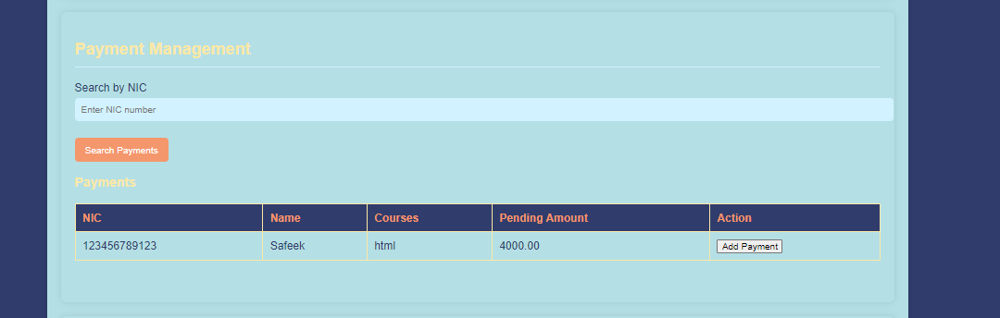 Payment Management
Search by NIC
Enter NIC number
Search Payments
Payments
NIC Name Courses Pending Amount Action
123456789123 Safeek html 4000.00 Add Payment